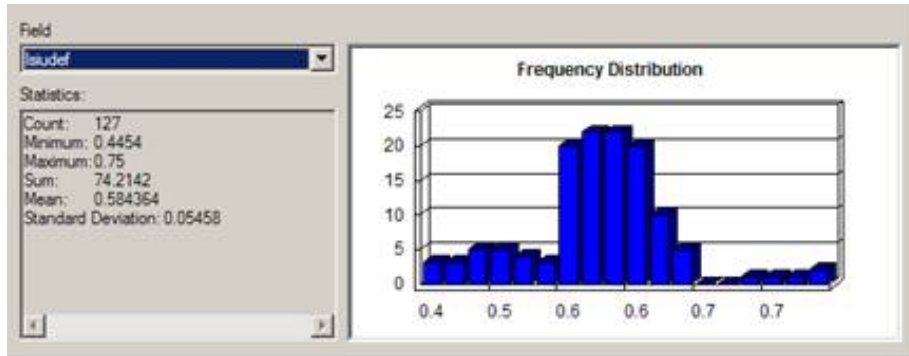 Field
lsiudef
Statistics:
Count: 127
Minimum: 0.4454
Maximum: 0.75
Sum: 74.2142
Mean: 0.584364
Standard Deviation: 0.05458
Frequency Distribution
25
20
15
10
5
0
0.4 0.5 0.6 0.6 0.7 0.7